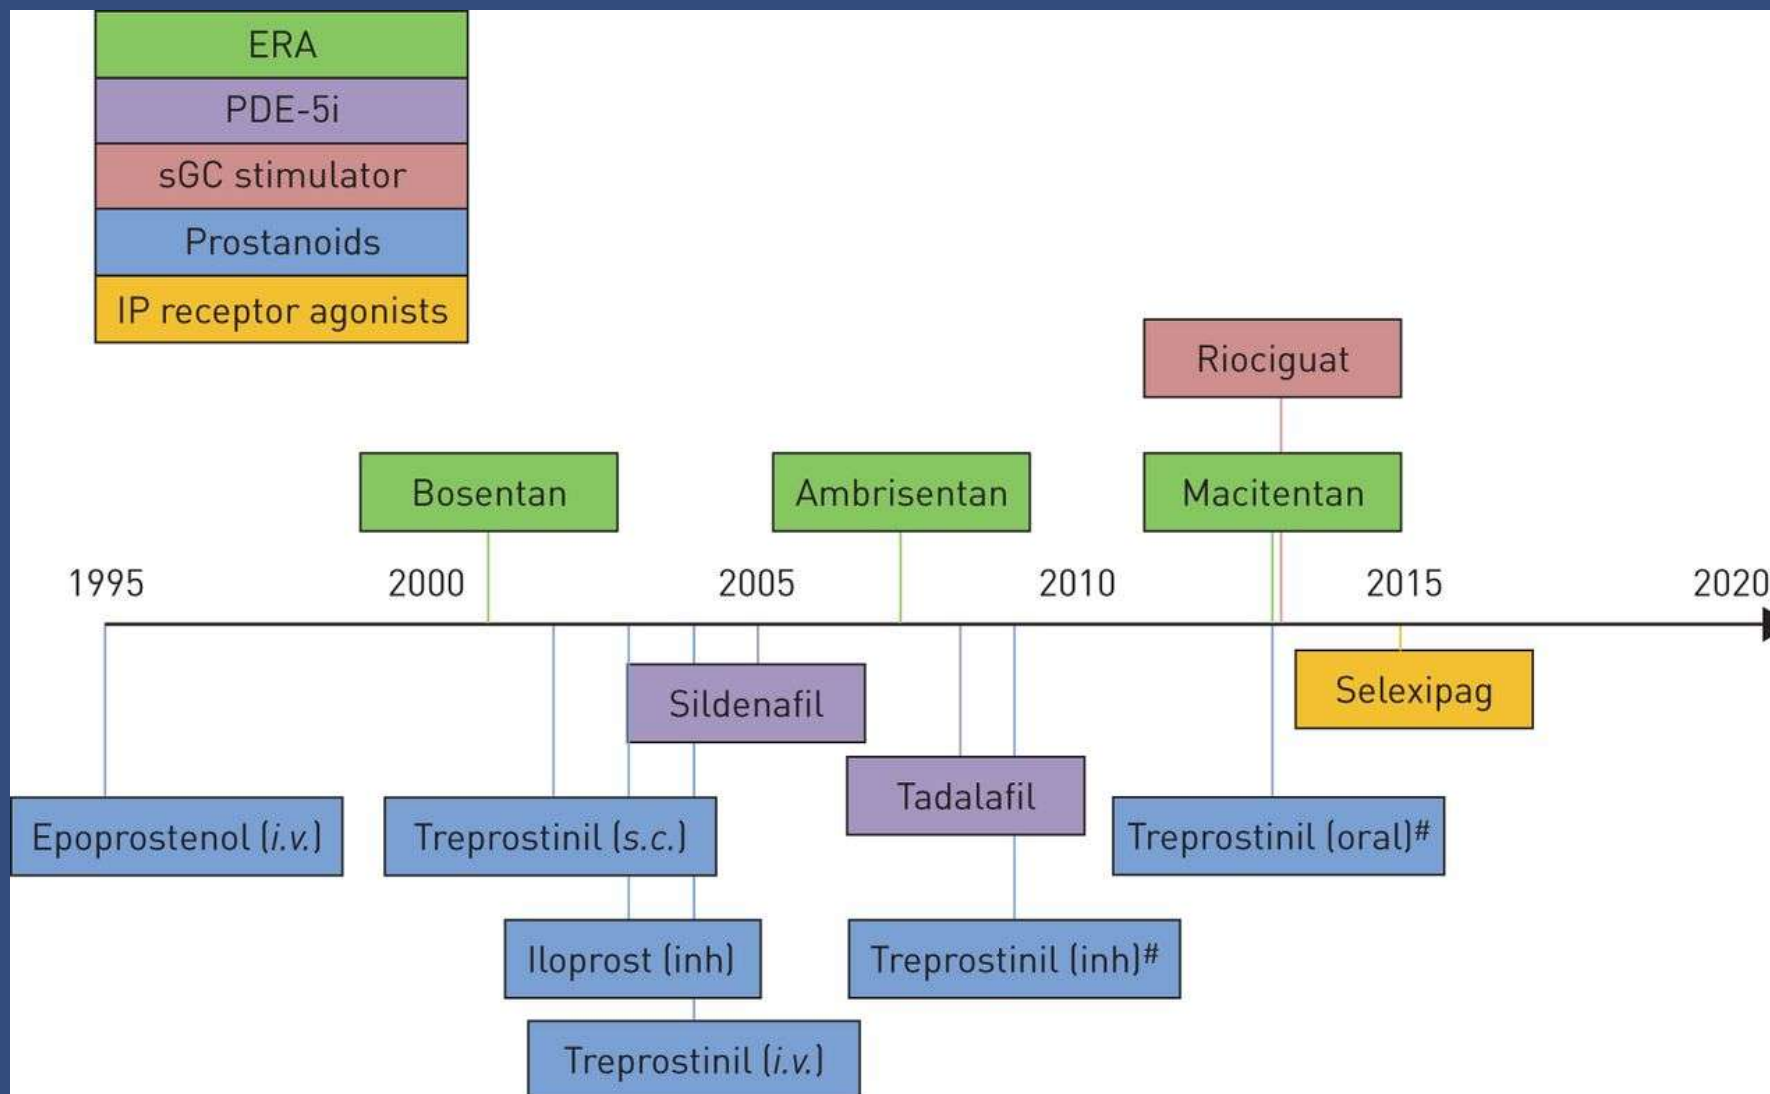 ERA
PDE-5i
sGC stimulator
Prostanoids
IP receptor agonists
Riociguat
Bosentan
Ambrisentan
Macitentan
1995 2000 2005 2010 2015 2020
Sildenafil
Selexipag
Tadalafil
Epoprostenol (i.v.)
Treprostinil (s.c.)
Treprostinil (oral)#
Iloprost (inh)
Treprostinil (inh)#
Treprostinil (i.v.)